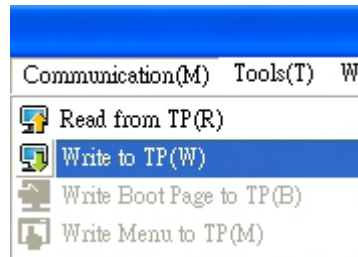 Communication(M) Tools(T) W
Read from TP(R)
Write to TP(W)
Write Boot Page to TP(B)
Write Menu to TP(M)